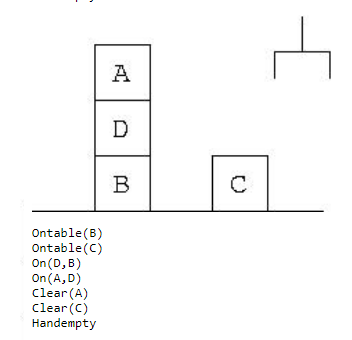 A
D
B C
Ontable(B)
Ontable(C)
On(D,B)
On(A,D)
Clear(A)
Clear(C)
Handempty